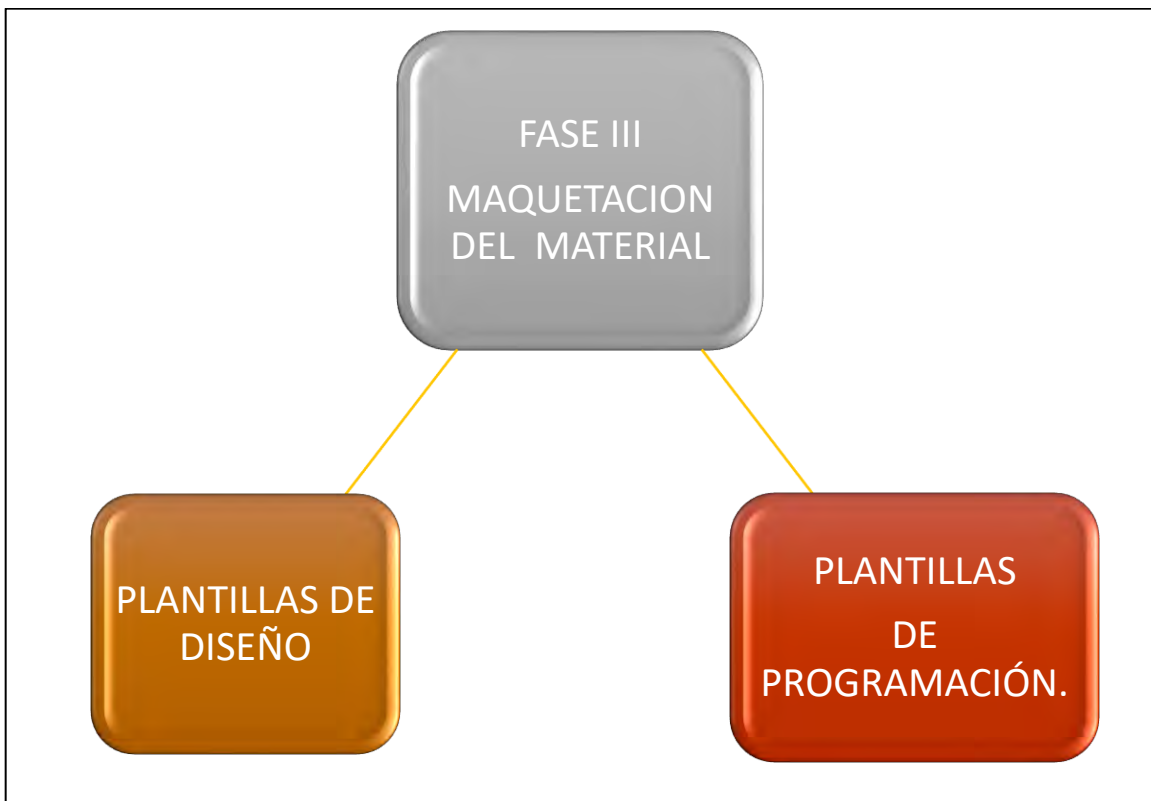 FASE III
MAQUETACION
DEL MATERIAL
PLANTILLAS DE
DISEÑO
PLANTILLAS
DE
PROGRAMACIÓN.